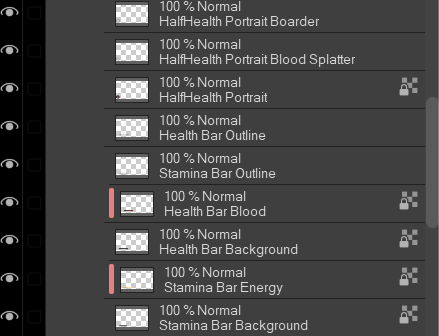 100 % Normal
HalfHealth Portrait Boarder
100 % Normal
HalfHealth Portrait Blood Splatter
100 % Normal
HalfHealth Portrait
100 % Normal
Health Bar Outline
100 % Normal
Stamina Bar Outline
100 % Normal
Health Bar Blood
100 % Normal
Health Bar Background
100 % Normal
Stamina Bar Energy
100 % Normal
Stamina Bar Background